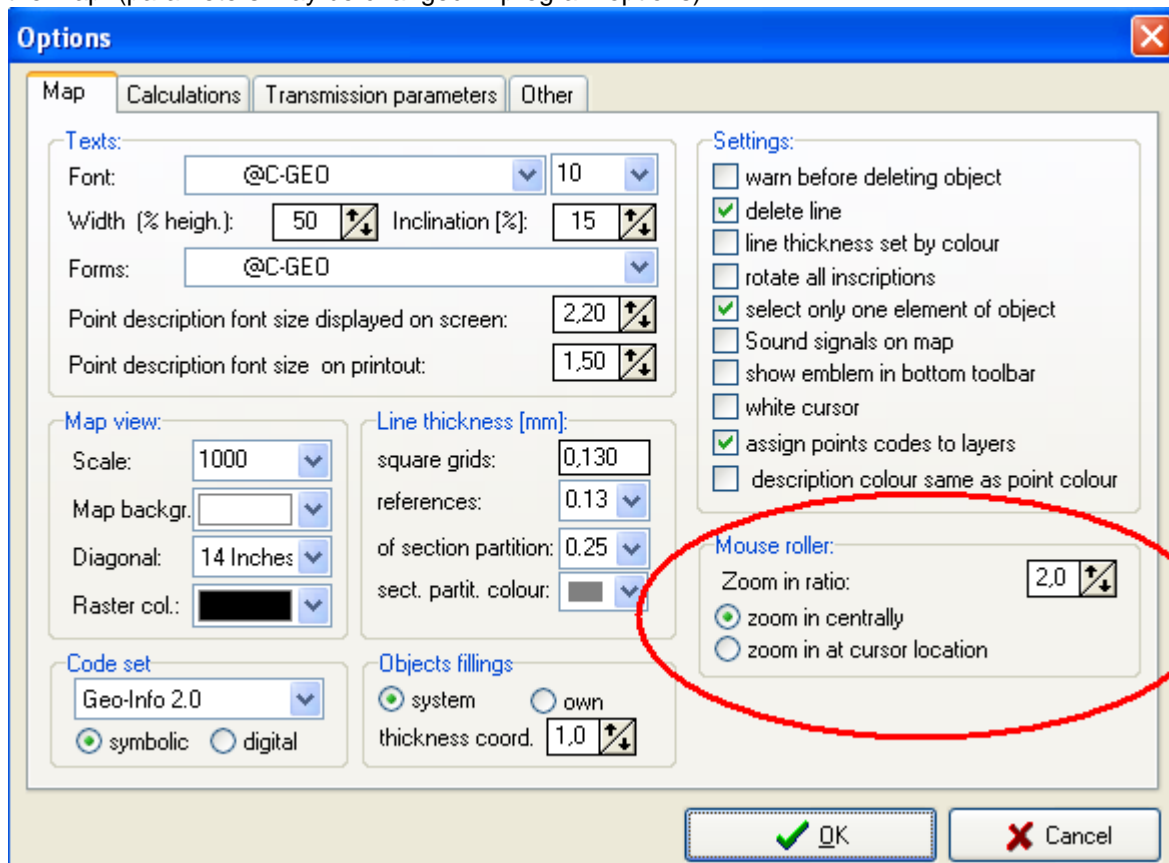 Options
Map Calculations Transmission parameters Other
Texts:
Font: @C-GEO 10
Width (% heigh.): 50 Inclination [%]: 15
Forms: @C-GEO
Point description font size displayed on screen: 2,20
Point description font size on printout: 1,50
Map view:
Scale: 1000
Map backgr.
Diagonal: 14 Inches
Raster col.:
Line thickness [mm]:
square grids: 0,130
references: 0.13
of section partition: 0.25
sect. partit. colour:
Code set
Geo-Info 2.0
symbolic digital
Objects fillings
system own
thickness coord. 1,0
Settings:
warn before deleting object
delete line
line thickness set by colour
rotate all inscriptions
select only one element of object
Sound signals on map
show emblem in bottom toolbar
white cursor
assign points codes to layers
description colour same as point colour
Mouse roller:
Zoom in ratio: 2,0
zoom in centrally
zoom in at cursor location
OK Cancel